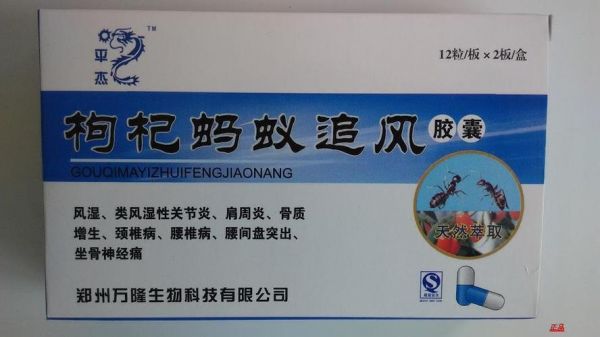 平杰 TM
12粒/板×2板/盒
枸杞蚂蚁追风胶囊
GOUQIMAYIZHUIFENGJIAONANG
风湿、类风湿性关节炎、肩周炎、骨质
增生、颈椎病、腰椎病、腰间盘突出、
坐骨神经痛
天然萃取
郑州万隆生物科技有限公司
正品